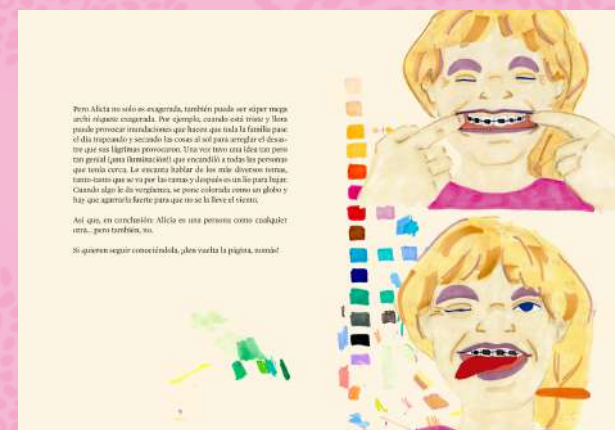 Pero Alicia no solo es exagerada, también puede ser súper mega
archi ñiquete exagerada. Por ejemplo, cuando está triste y llora
puede provocar inundaciones que hacen que toda la familia pase
el día trapeando y secando las cosas al sol para arreglar el desas-
tre que sus lágrimas provocaron. Una vez tuvo una idea tan pero
tan genial (¡una iluminación!) que encandiló a todas las personas
que tenía cerca. Le encanta hablar de los más diversos temas,
tanto-tanto que se va por las ramas y después es un lío para bajar.
Cuando algo le da vergüenza, se pone colorada como un globo y
hay que agarrarla fuerte para que no se la lleve el viento.
Así que, en conclusión: Alicia es una persona como cualquier
otra... pero también, no.
Si quieren seguir conociéndola, ¡den vuelta la página, nomás!